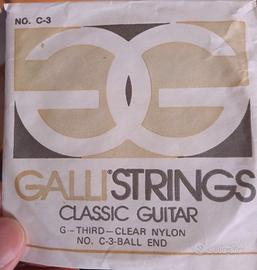 NO. C-3
GALLI® STRINGS
CLASSIC GUITAR
G-THIRD-CLEAR NYLON
NO. C-3-BALL END